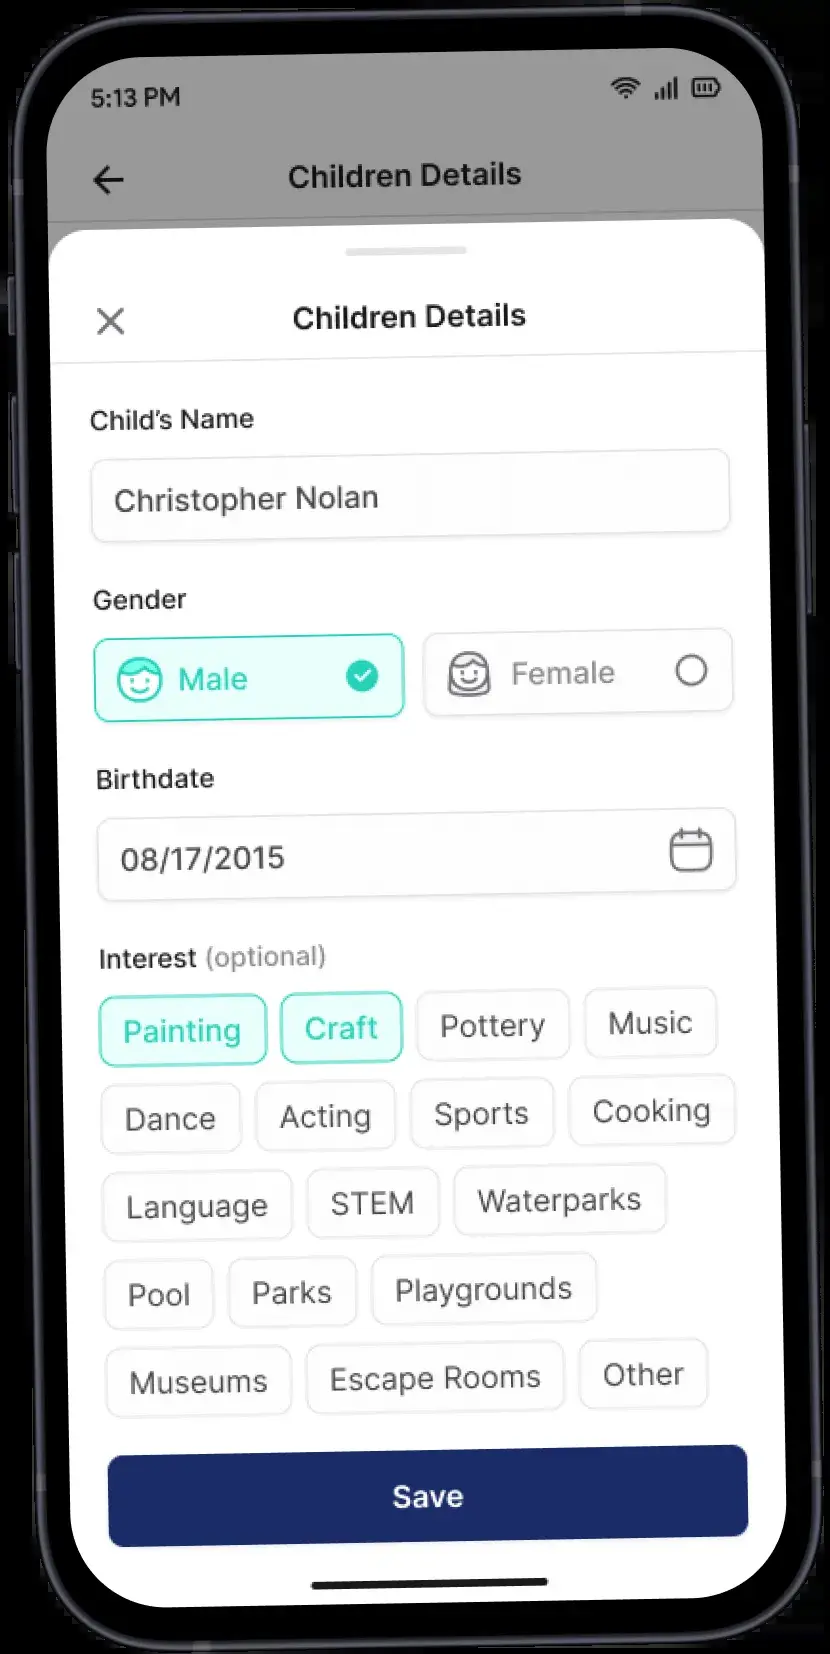 5:13 PM
Children Details
Children Details
Child's Name
Christopher Nolan
Gender
Male Female
Birthdate
08/17/2015
Interest (optional)
Painting Craft Pottery Music
Dance Acting Sports Cooking
Language STEM Waterparks
Pool Parks Playgrounds
Museums Escape Rooms Other
Save